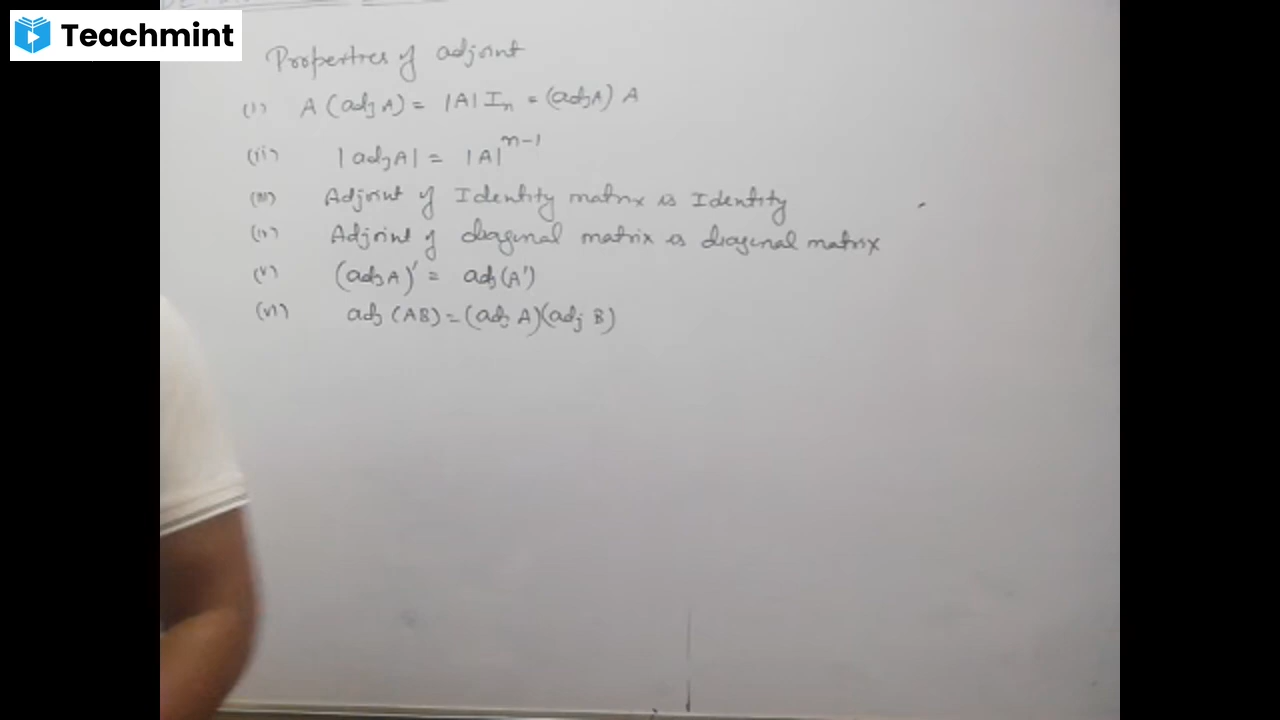 Teachmint
Properties of adjoint
(i) A (adj A) = |A| In = (adj A) A
(ii) |adj A| = |A|^n-1
(iii) Adjoint of Identity matrix is Identity
(iv) Adjoint of diagonal matrix is diagonal matrix
(v) (adj A)' = adj (A')
(vi) adj (AB) = (adj A)(adj B)